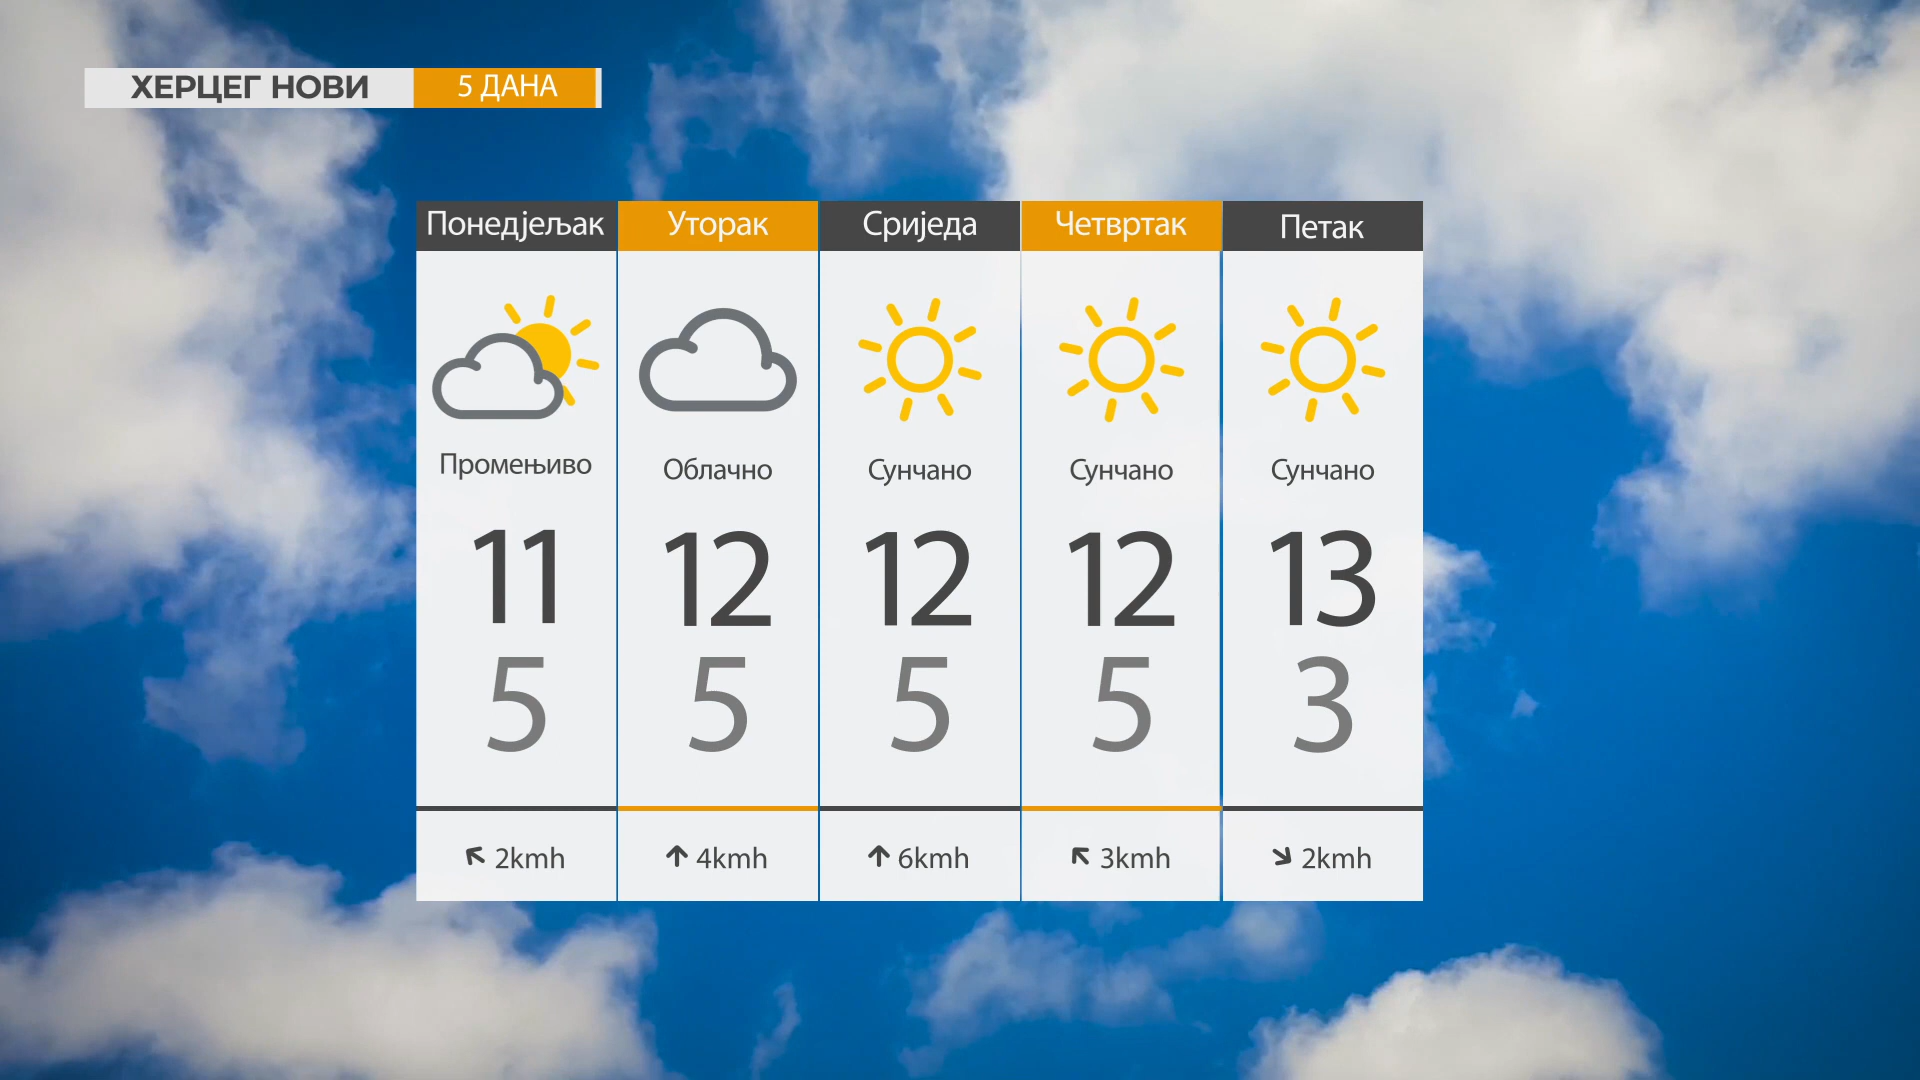 ХЕРЦЕГ НОВИ 5 ДАНА
Понедјељак Уторак Сриједа Четвртак Петак
Промењиво Облачно Сунчано Сунчано Сунчано
11 12 12 12 13
5 5 5 5 3
2kmh 4kmh 6kmh 3kmh 2kmh